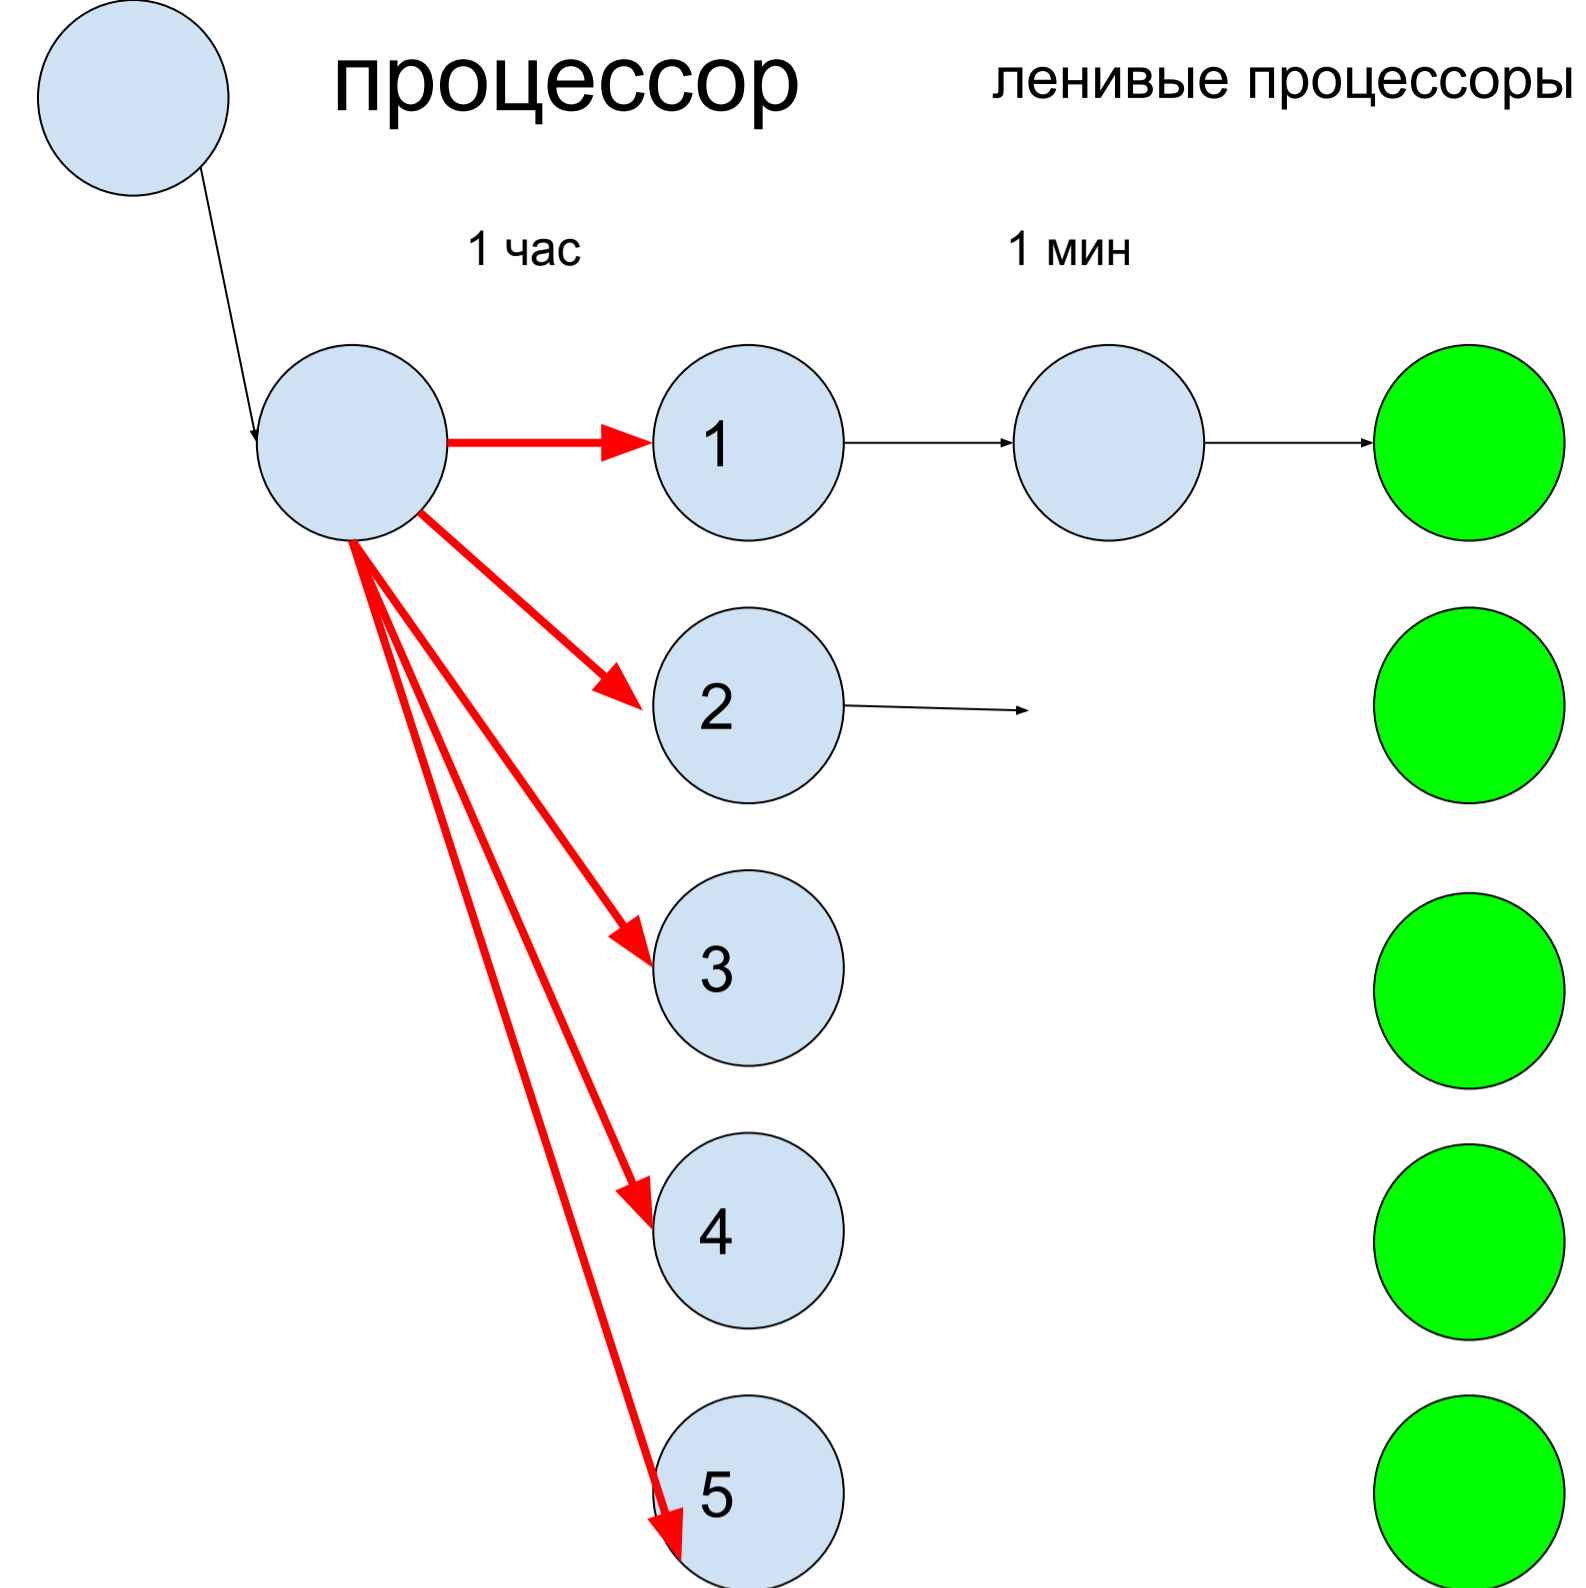 процессор
ленивые процессоры
1 час
1 мин
1
2
3
4
5